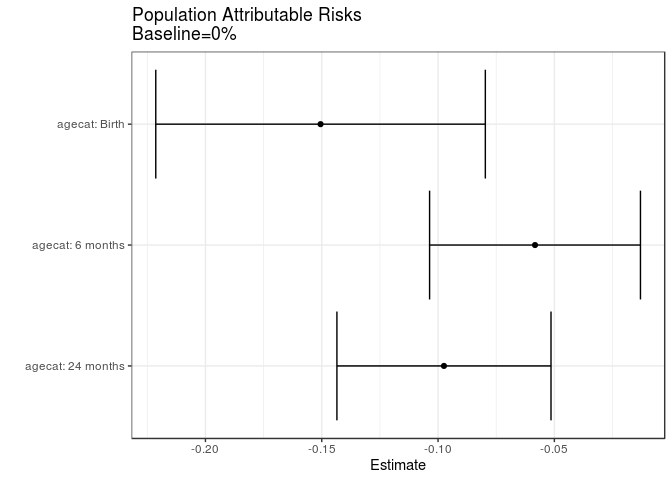 Population Attributable Risks
Baseline=0%
agecat: Birth
agecat: 6 months
agecat: 24 months
-0.20
-0.15
-0.10
-0.05
Estimate